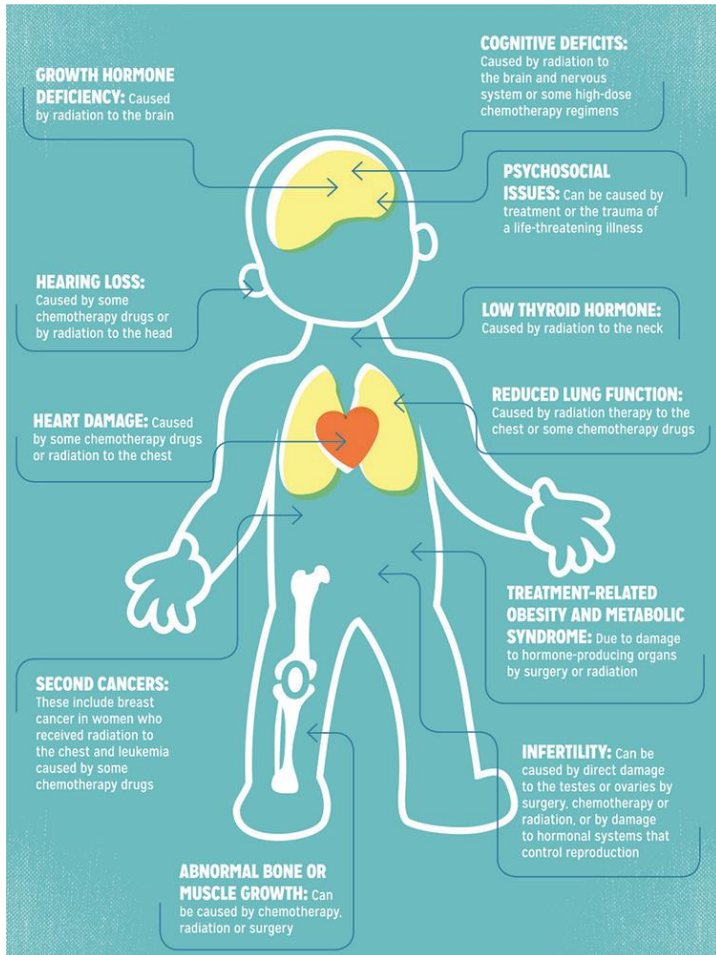 GROWTH HORMONE
DEFICIENCY: Caused
by radiation to the brain
COGNITIVE DEFICITS:
Caused by radiation to
the brain and nervous
system or some high-dose
chemotherapy regimens
PSYCHOSOCIAL
ISSUES: Can be caused by
treatment or the trauma of
a life-threatening illness
HEARING LOSS:
Caused by some
chemotherapy drugs or
by radiation to the head
LOW THYROID HORMONE:
Caused by radiation to the neck
HEART DAMAGE: Caused
by some chemotherapy drugs
or radiation to the chest
REDUCED LUNG FUNCTION:
Caused by radiation therapy to the
chest or some chemotherapy drugs
TREATMENT-RELATED
OBESITY AND METABOLIC
SYNDROME: Due to damage
to hormone-producing organs
by surgery or radiation
SECOND CANCERS:
These include breast
cancer in women who
received radiation to
the chest and leukemia
caused by some
chemotherapy drugs
INFERTILITY: Can be
caused by direct damage
to the testes or ovaries by
surgery, chemotherapy or
radiation, or by damage
to hormonal systems that
control reproduction
ABNORMAL BONE OR
MUSCLE GROWTH: Can
be caused by chemotherapy,
radiation or surgery